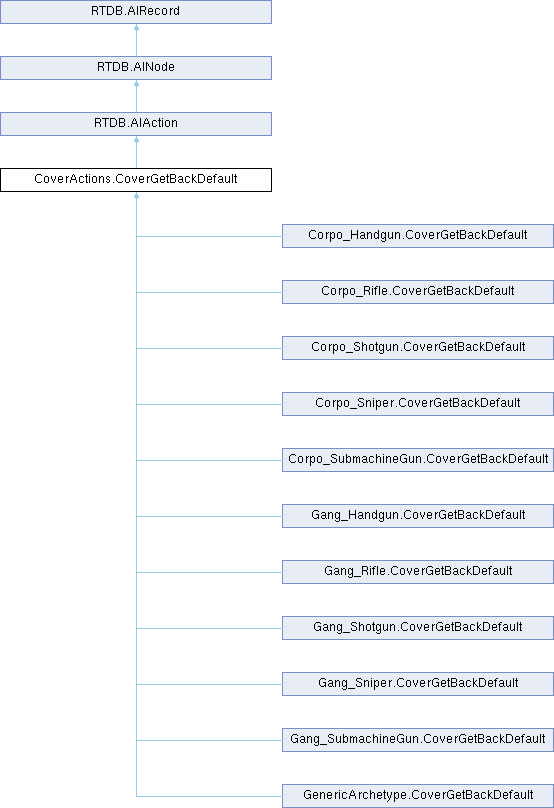 RTDB.AIRecord
RTDB.AINode
RTDB.AIAction
CoverActions.CoverGetBackDefault
Corpo_Handgun.CoverGetBackDefault
Corpo_Rifle.CoverGetBackDefault
Corpo_Shotgun.CoverGetBackDefault
Corpo_Sniper.CoverGetBackDefault
Corpo_SubmachineGun.CoverGetBackDefault
Gang_Handgun.CoverGetBackDefault
Gang_Rifle.CoverGetBackDefault
Gang_Shotgun.CoverGetBackDefault
Gang_Sniper.CoverGetBackDefault
Gang_SubmachineGun.CoverGetBackDefault
GenericArchetype.CoverGetBackDefault